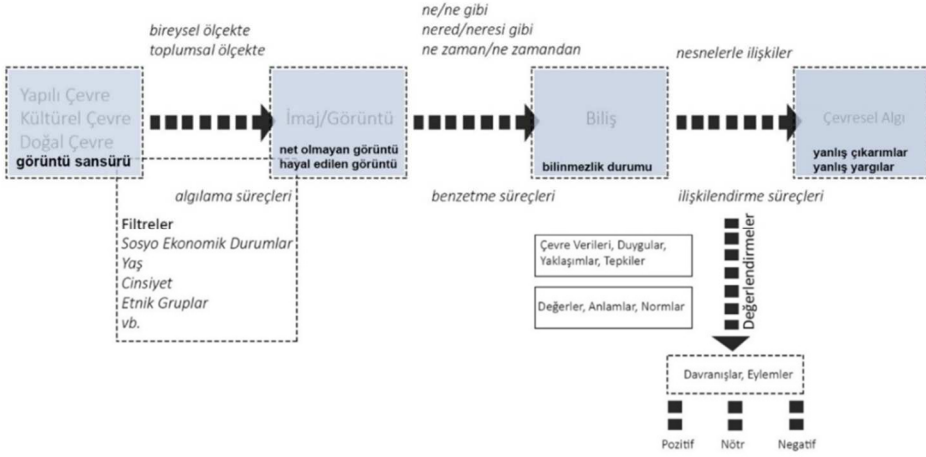 bireysel ölçekte
toplumsal ölçekte
ne/ne gibi
nered/neresi gibi
ne zaman/ne zamandan
nesnelerle ilişkiler
Yapılı Çevre
Kültürel Çevre
Doğal Çevre
görüntü sansürü
İmaj/Görüntü
net olmayan görüntü
hayal edilen görüntü
Biliş
bilinmezlik durumu
Çevresel Algı
yanlış çıkarımlar
yanlış yargılar
algılama süreçleri
benzetme süreçleri
ilişkilendirme süreçleri
Filtreler
Sosyo Ekonomik Durumlar
Yaş
Cinsiyet
Etnik Gruplar
vb.
Çevre Verileri, Duygular,
Yaklaşımlar, Tepkiler
Değerler, Anlamlar, Normlar
Değerlendirmeler
Davranışlar, Eylemler
Pozitif
Nötr
Negatif